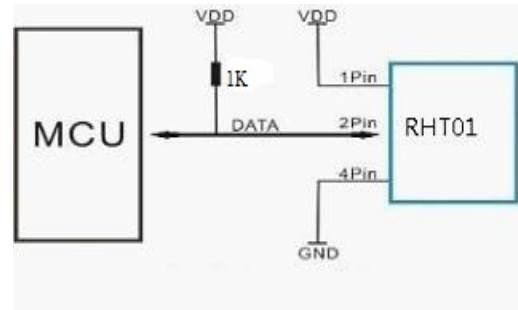 VDD
VDD
1K
1Pin
MCU
DATA
2Pin
RHT01
4Pin
GND